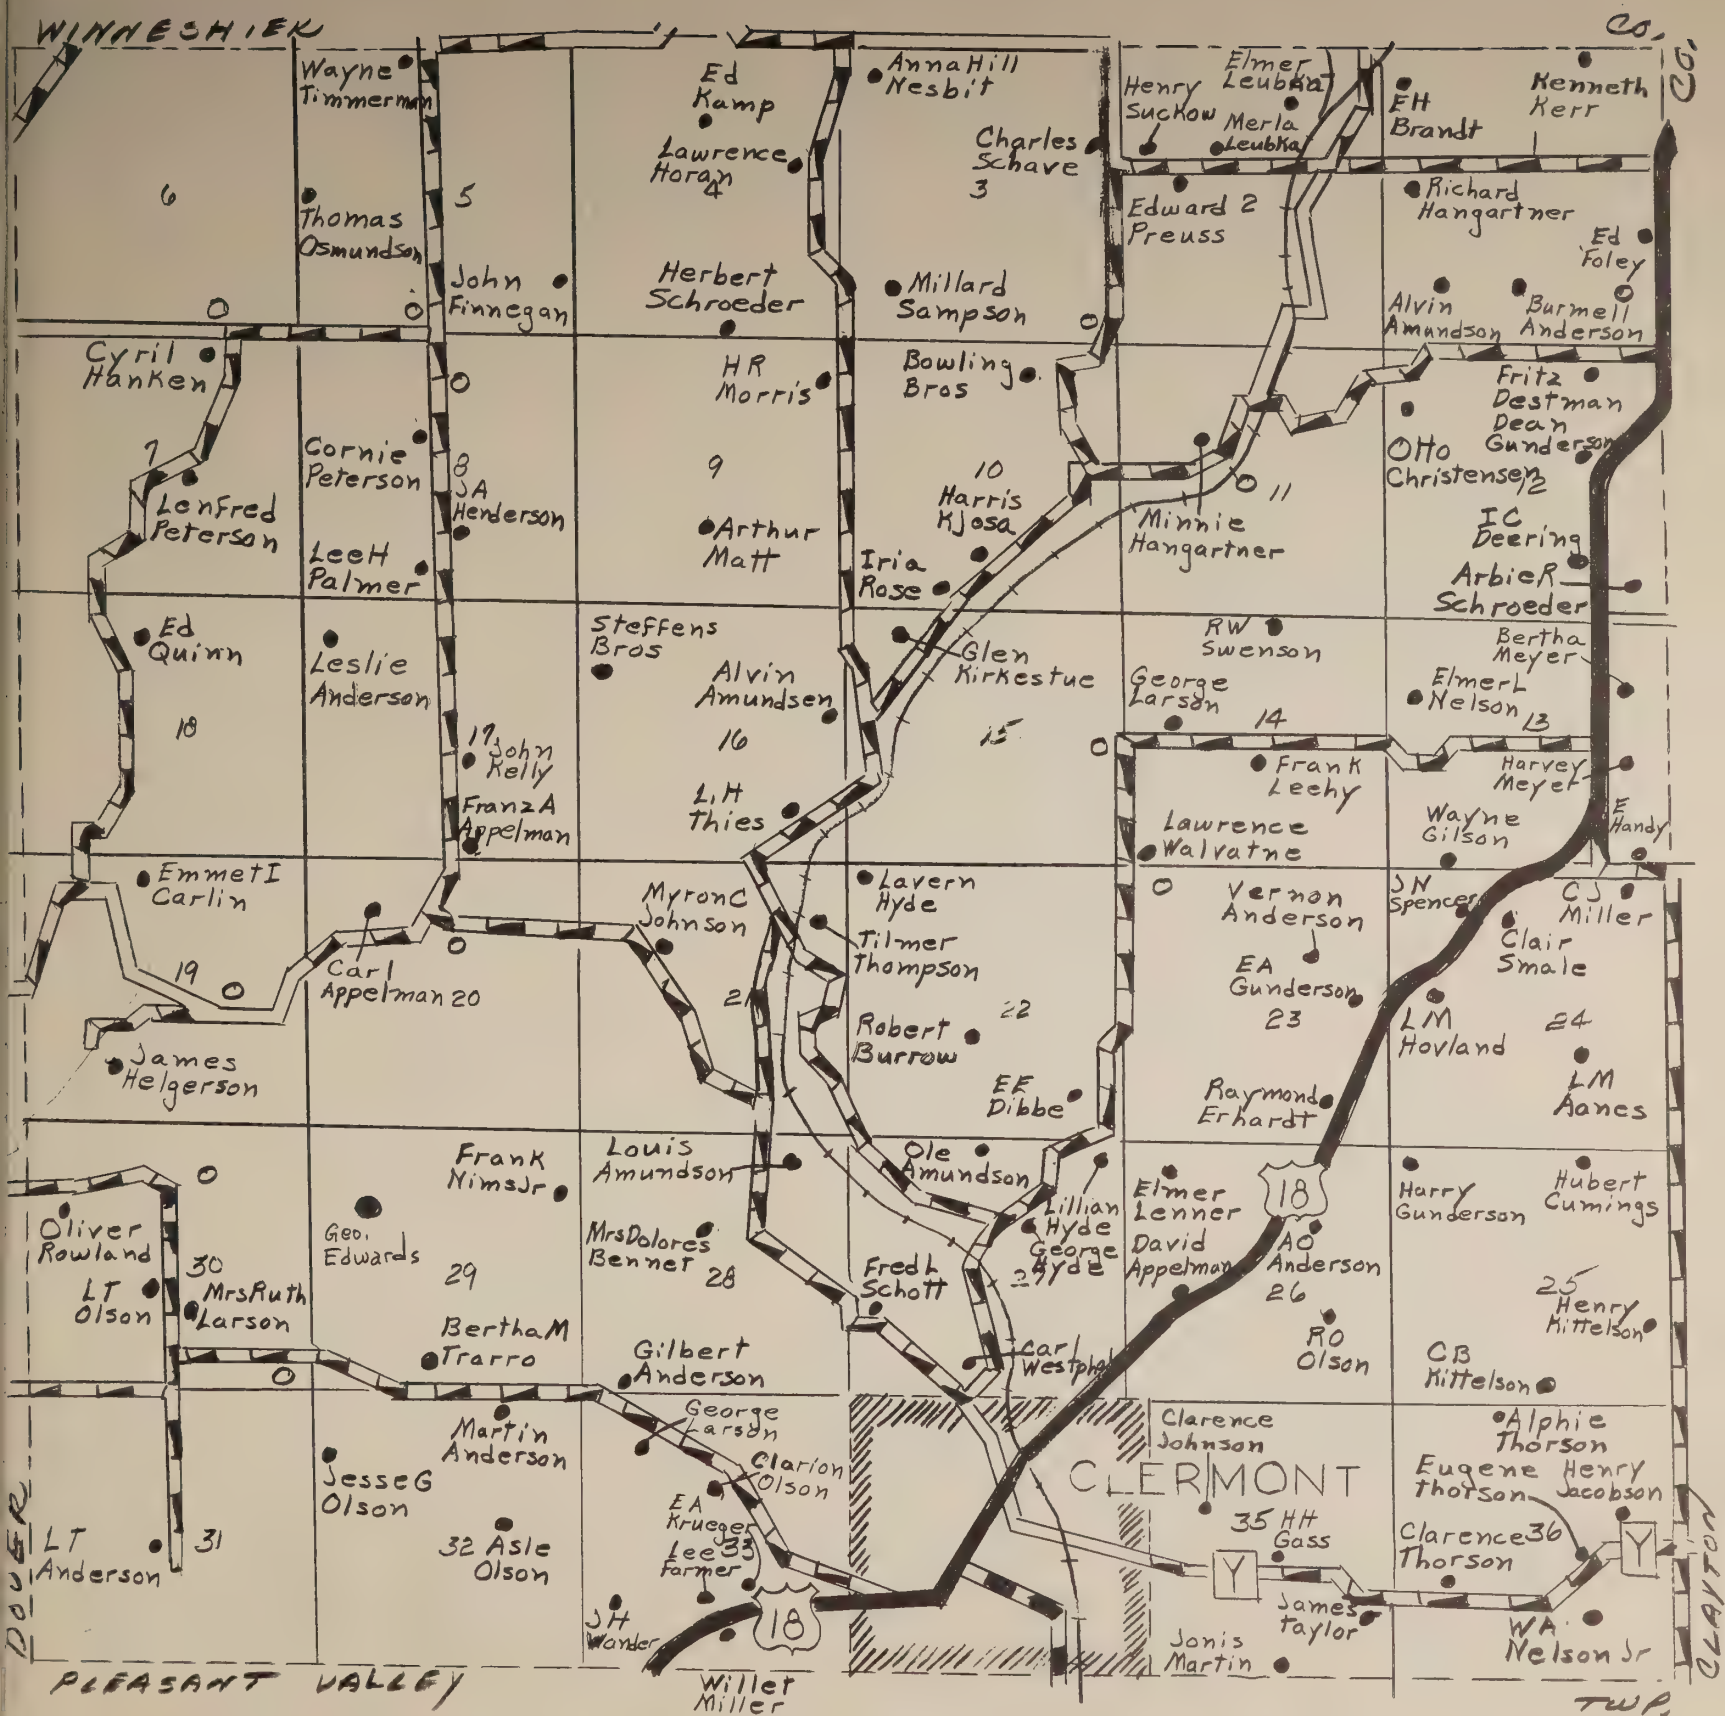 WINNESHIEK
CO.
CO.
Wayne
Timmerman
Ed
Kamp
Anna Hill
Nesbit
Elmer
Leubka
Henry
Suckow
Merla
Leubka
EH
Brandt
Kenneth
Kerr
Lawrence
Horan
4
Charles
Schave
3
6
5
Thomas
Osmundson
Edward 2
Preuss
Richard
Hangartner
Ed
Foley
John
Finnegan
Herbert
Schroeder
Millard
Sampson
Alvin
Amundson
Burmell
Anderson
Cyril
Hanken
HR
Morris
Bowling
Bros
Fritz
Destman
Dean
Gunderson
7
Cornie
Peterson
8
JA
Henderson
9
10
Harris
Kjosa
11
Otto
Christensen
12
Lenfred
Peterson
Lee H
Palmer
Arthur
Matt
Iria
Rose
Minnie
Hangartner
IC
Deering
Arbie R
Schroeder
Ed
Quinn
Leslie
Anderson
Steffens
Bros
Alvin
Amundsen
Glen
Kirkestue
RW
Swenson
George
Larson
Bertha
Meyer
Elmer L
Nelson
13
18
17
John
Kelly
16
15
14
Frank
Leehy
Harvey
Meyer
Franz A
Appelman
L.H
Thies
Lawrence
Walvatne
Wayne
Gilson
E
Handy
Emmet I
Carlin
Myron C
Johnson
Lavern
Hyde
Vernon
Anderson
JN
Spencer
CJ
Miller
Tilmer
Thompson
Clair
Smale
19
Carl
Appelman 20
21
22
EA
Gunderson
23
24
James
Helgerson
Robert
Burrow
LM
Hovland
EE
Dibbe
Raymond
Erhardt
LM
Aanes
Frank
Nims Jr
Louis
Amundson
Ole
Amundson
Elmer
Lenner
18
Harry
Gunderson
Hubert
Cumings
Oliver
Rowland
Geo.
Edwards
Mrs Dolores
Bennet
28
Lillian
Hyde
George
Hyde
27
David
Appelman
AO
Anderson
26
30
LT
Olson
Mrs Ruth
Larson
29
Fred L
Schott
25
Henry
Kittelson
Bertha M
Trarro
Gilbert
Anderson
Carl
Westphal
RO
Olson
CB
Kittelson
Martin
Anderson
George
Larson
Clarence
Johnson
Alphie
Thorson
Jesse G
Olson
Clarion
Olson
CLERMONT
Eugene
Thorson
Henry
Jacobson
EA
Krueger
LT
Anderson
31
32 Asle
Olson
Lee 33
Farmer
35 HH
Gass
Clarence 36
Thorson
Y
Y
DOVER
CLAYTON
JH
Wander
18
James
Taylor
Jonis
Martin
WA
Nelson Jr
PLEASANT VALLEY
Willet
Miller
TWP.